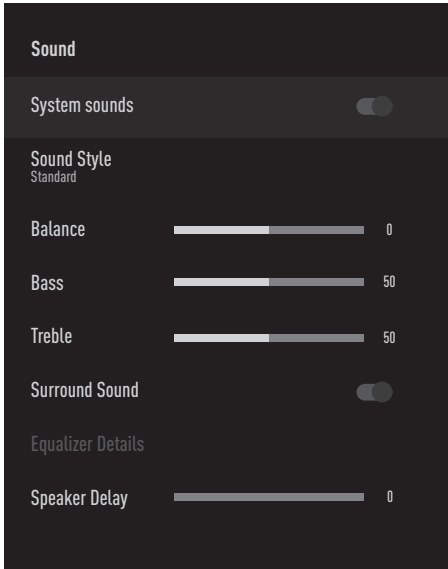 Sound
System sounds
Sound Style
Standard
Balance 0
Bass 50
Treble 50
Surround Sound
Equalizer Details
Speaker Delay 0